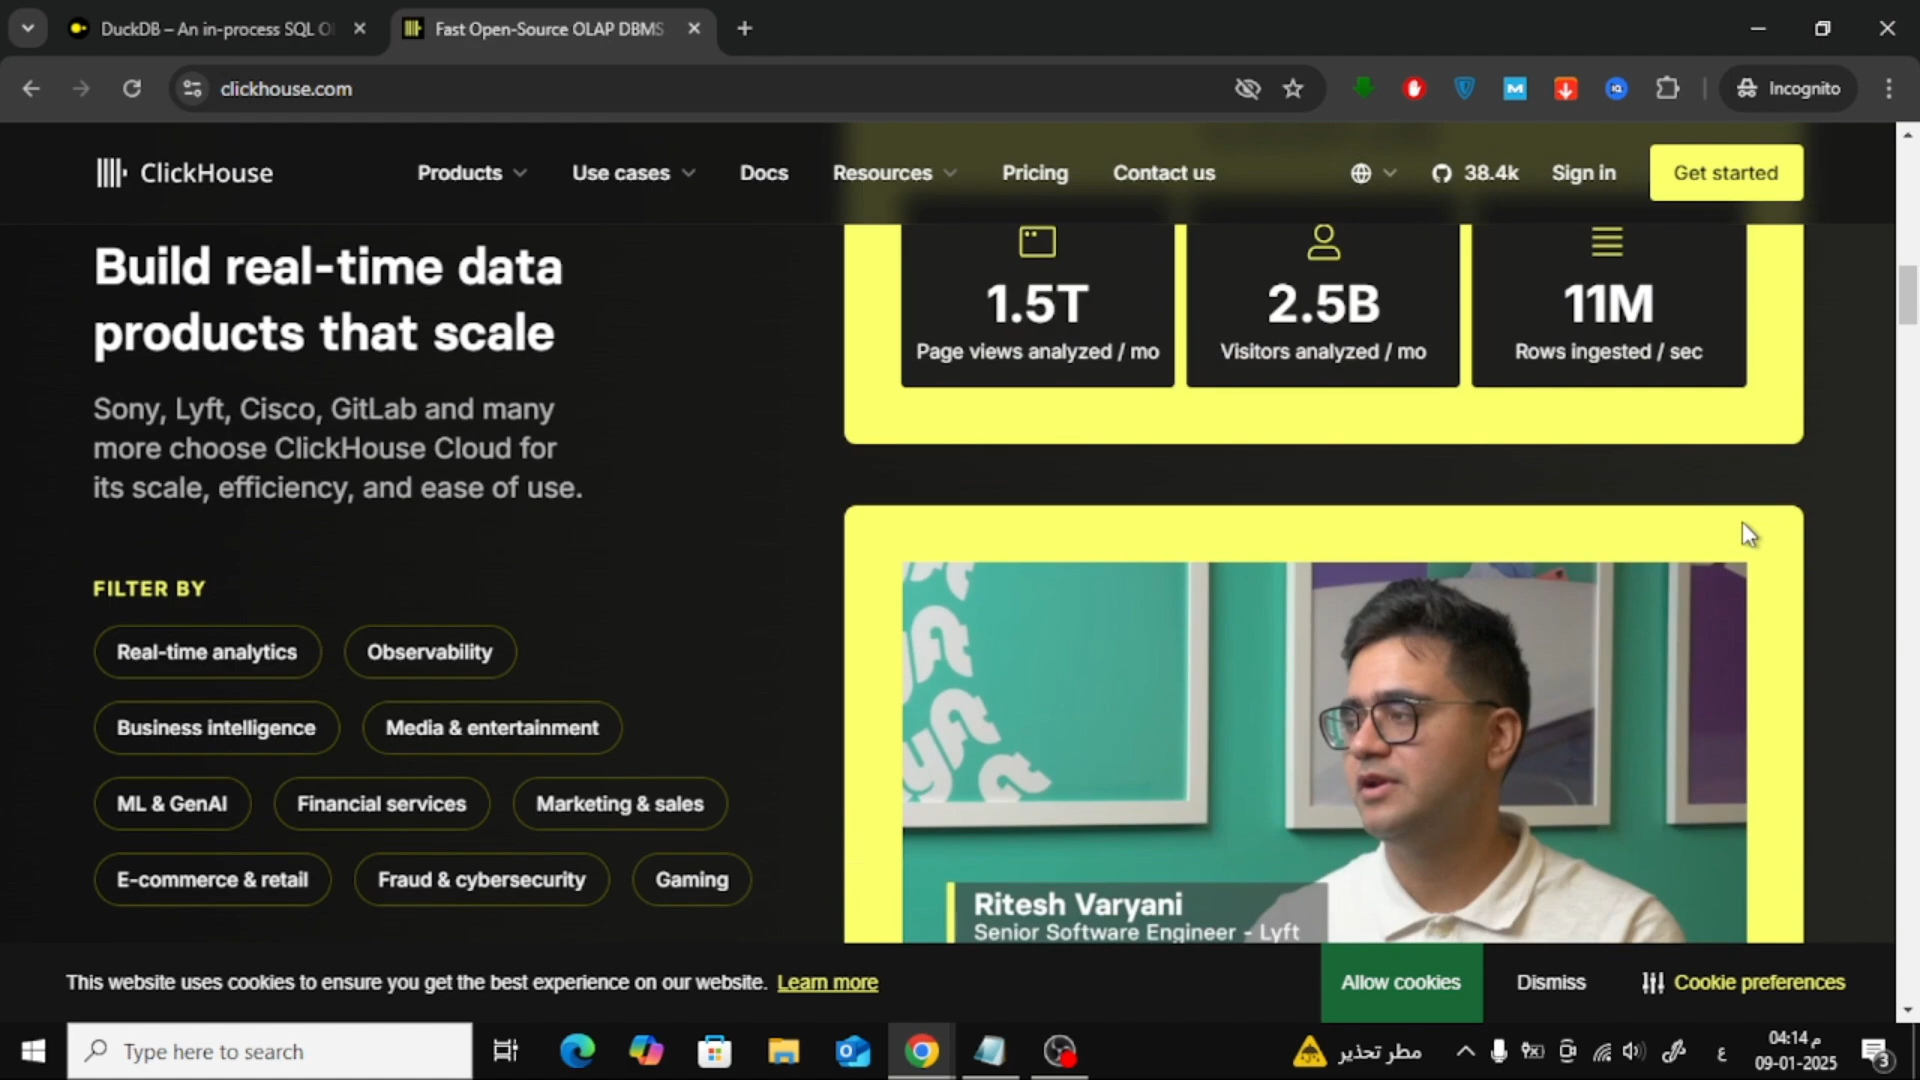 DuckDB – An in-process SQL O
Fast Open-Source OLAP DBMS
clickhouse.com
Incognito
ClickHouse
Products
Use cases
Docs
Resources
Pricing
Contact us
38.4k
Sign in
Get started
Build real-time data
products that scale
Sony, Lyft, Cisco, GitLab and many
more choose ClickHouse Cloud for
its scale, efficiency, and ease of use.
FILTER BY
Real-time analytics
Observability
Business intelligence
Media & entertainment
ML & GenAI
Financial services
Marketing & sales
E-commerce & retail
Fraud & cybersecurity
Gaming
1.5T
Page views analyzed / mo
2.5B
Visitors analyzed / mo
11M
Rows ingested / sec
lyft
lyft
Ritesh Varyani
Senior Software Engineer - Lyft
This website uses cookies to ensure you get the best experience on our website. Learn more
Allow cookies
Dismiss
Cookie preferences
Type here to search
مطر تحذير
ع
04:14 م
09-01-2025
3